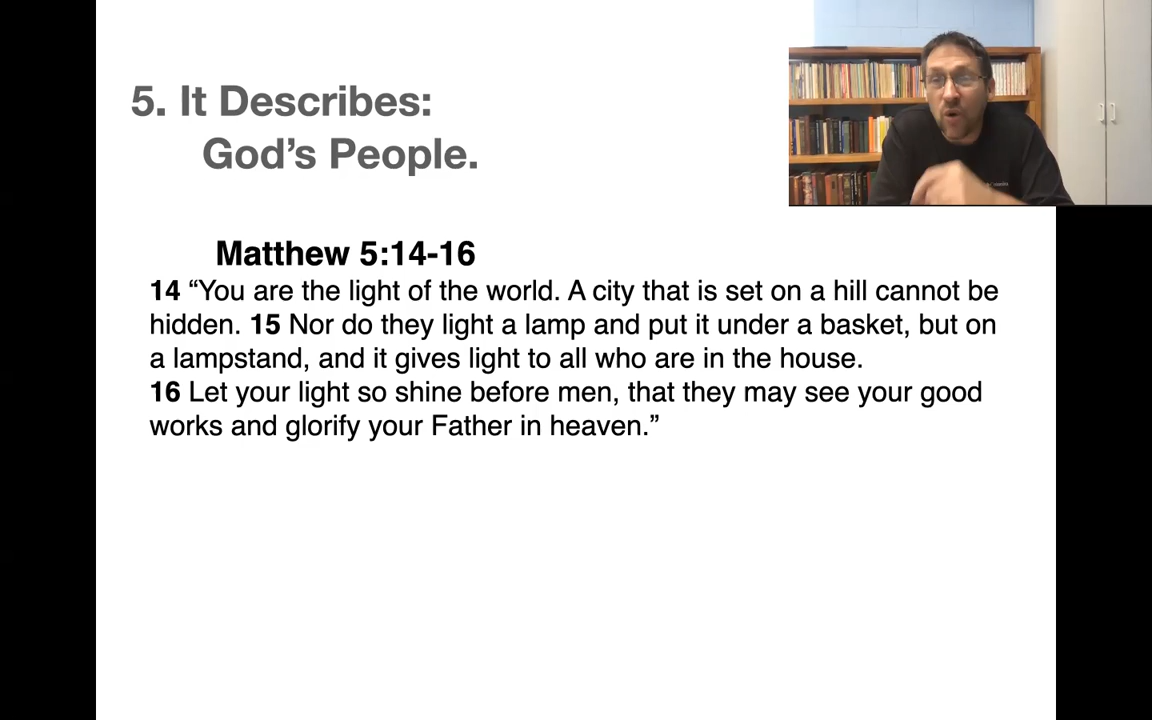 5. It Describes:
God’s People.
Matthew 5:14-16
14 “You are the light of the world. A city that is set on a hill cannot be
hidden. 15 Nor do they light a lamp and put it under a basket, but on
a lampstand, and it gives light to all who are in the house.
16 Let your light so shine before men, that they may see your good
works and glorify your Father in heaven.”